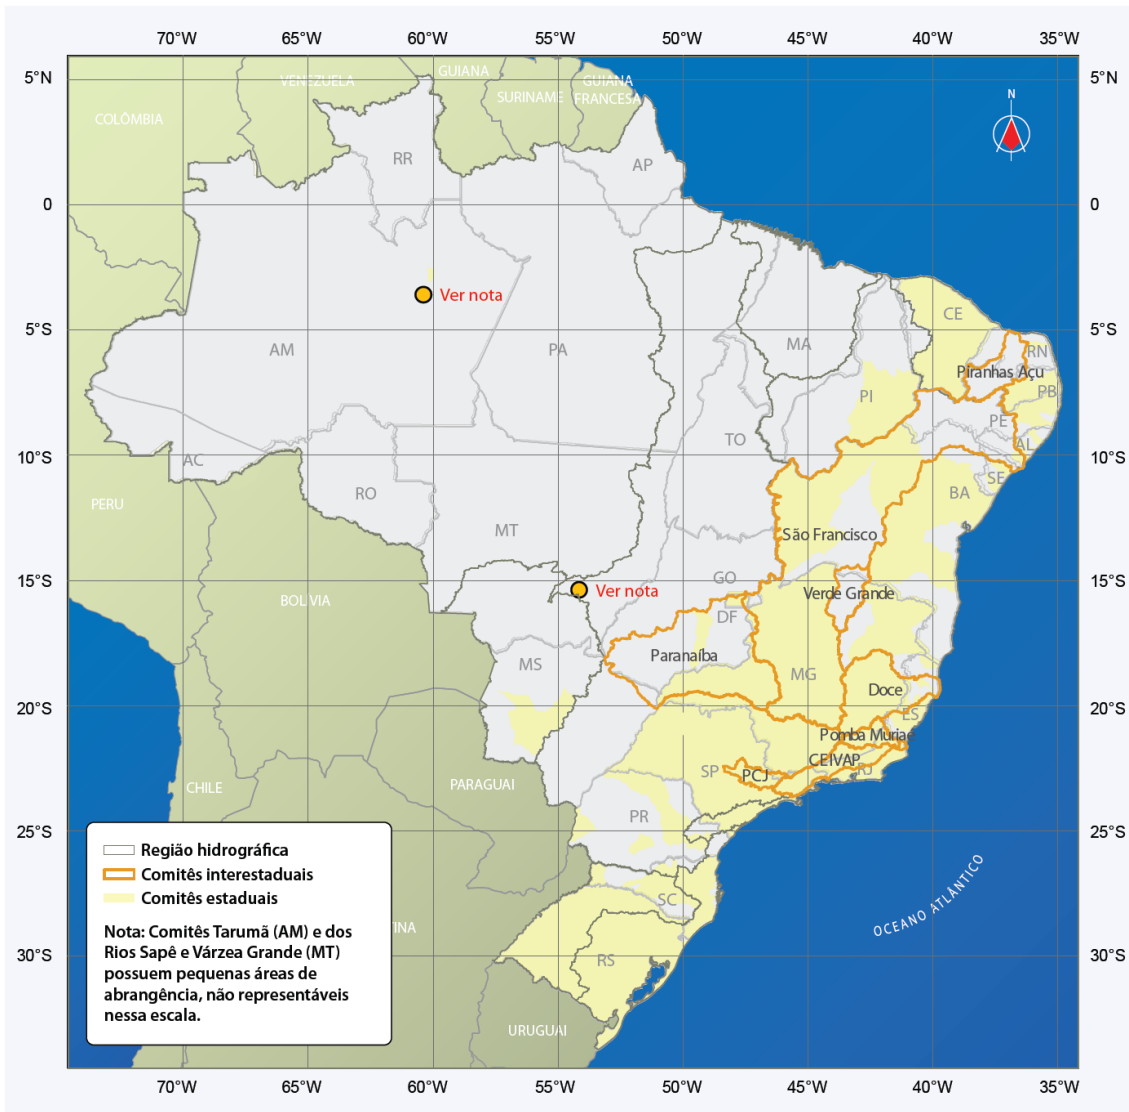 70°W 65°W 60°W 55°W 50°W 45°W 40°W 35°W
5°N
5°N
VENEZUELA
GUIANA
GUIANA
FRANCESA
SURINAME
COLÔMBIA
N
RR
AP
0
0
Ver nota
CE
5°S
5°S
AM
PA
MA
RN
Piranhas Açu
PI
PB
PE
TO
AL
10°S
10°S
AC
SE
RO
BA
PERU
MT
São Francisco
15°S
15°S
GO
Ver nota
Verde Grande
BOLIVIA
DF
Paranaíba
MS
MG
Doce
20°S
20°S
ES
Pomba Muriaé
CEIVAP
SP
PCJ
RJ
CHILE
PARAGUAI
PR
25°S
25°S
Região hidrográfica
Comitês interestaduais
Comitês estaduais
Nota: Comitês Tarumã (AM) e dos
Rios Sapê e Várzea Grande (MT)
possuem pequenas áreas de
abrangência, não representáveis
nessa escala.
TINA
SC
OCEANO ATLÂNTICO
30°S
30°S
RS
URUGUAI
70°W 65°W 60°W 55°W 50°W 45°W 40°W 35°W